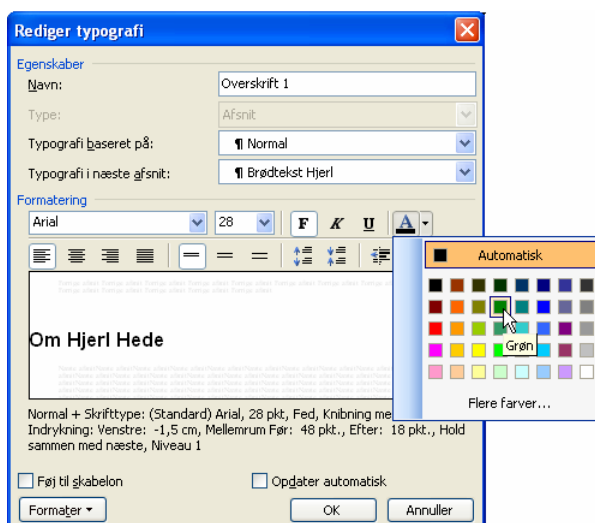 Rediger typografi
Egenskaber
Navn:
Overskrift 1
Type:
Afsnit
Typografi baseret på:
¶ Normal
Typografi i næste afsnit:
¶ Brødtekst Hjerl
Formatering
Arial
28
F K U A
Automatisk
Grøn
Flere farver...
Om Hjerl Hede
Normal + Skrifttype: (Standard) Arial, 28 pkt, Fed, Knibning me
Indrykning: Venstre: -1,5 cm, Mellemrum Før: 48 pkt., Efter: 18 pkt., Hold
sammen med næste, Niveau 1
Føj til skabelon
Opdater automatisk
Formater
OK
Annuller